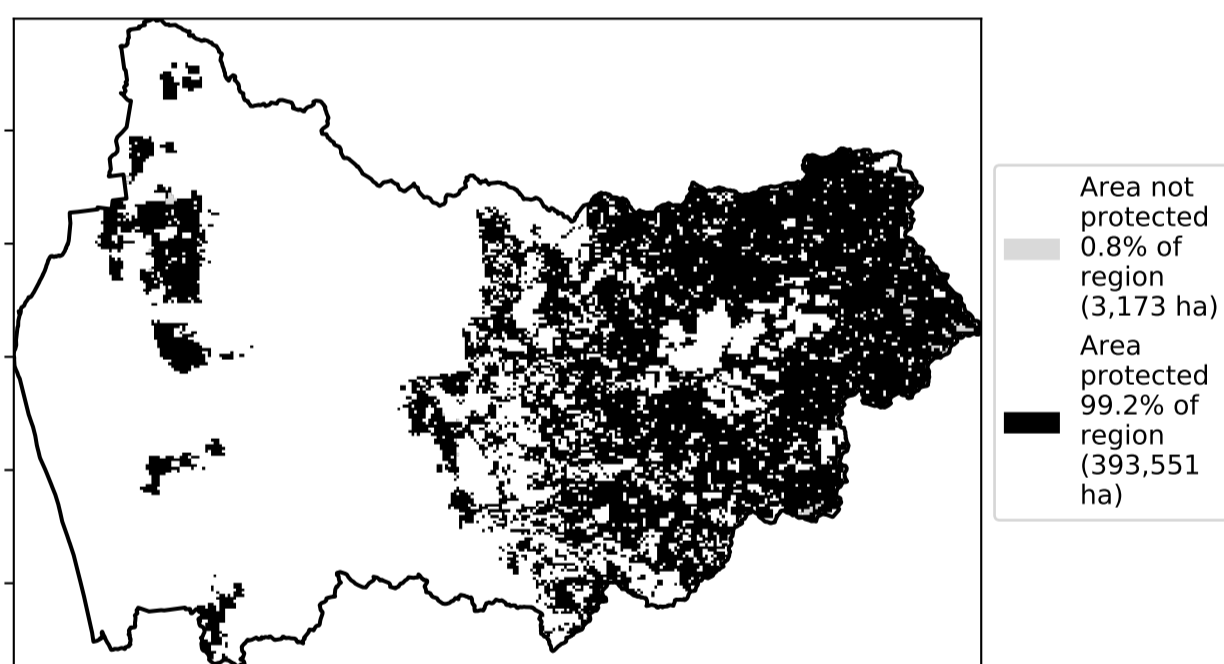 Area not
protected
0.8% of
region
(3,173 ha)
Area
protected
99.2% of
region
(393,551
ha)